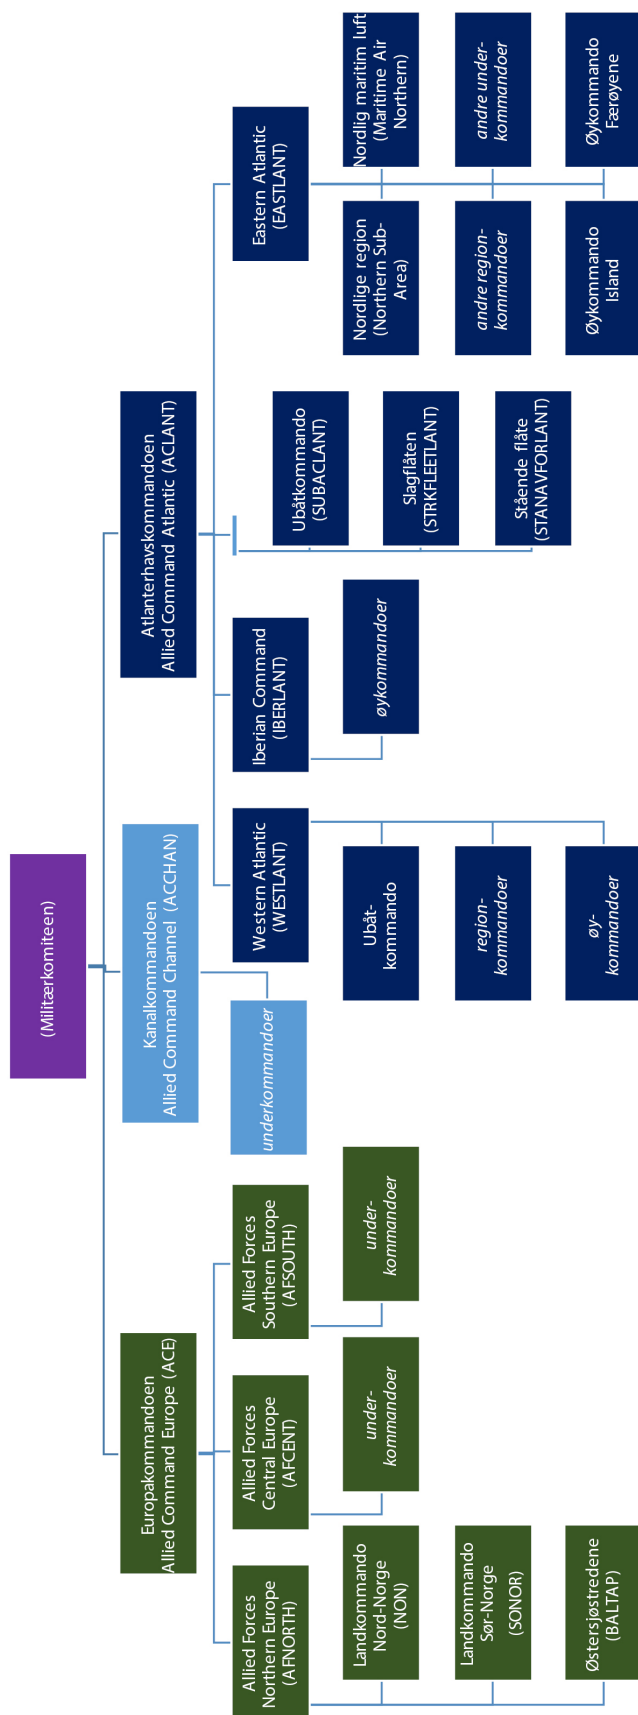 (Militærkomiteen)
Europakommandoen
Allied Command Europe (ACE)
Kanalkommandoen
Allied Command Channel (ACCHAN)
Atlanterhavskommandoen
Allied Command Atlantic (ACLANT)
Allied Forces
Northern Europe
(AFNORTH)
Landkommando
Nord-Norge
(NON)
Landkommando
Sør-Norge
(SONOR)
Østersjøstredene
(BALTAP)
Allied Forces
Central Europe
(AFCENT)
under-
kommandoer
Allied Forces
Southern Europe
(AFSOUTH)
under-
kommandoer
underkommandoer
Western Atlantic
(WESTLANT)
Ubåt-
kommando
region-
kommandoer
øy-
kommandoer
Iberian Command
(IBERLANT)
øykommandoer
Ubåtkommando
(SUBACLANT)
Slagflåten
(STRKFLEETLANT)
Stående flåte
(STANAVFORLANT)
Eastern Atlantic
(EASTLANT)
Nordlige region
(Northern Sub-
Area)
Nordlig maritim luft
(Maritime Air
Northern)
andre region-
kommandoer
andre under-
kommandoer
Øykommando
Island
Øykommando
Færøyene